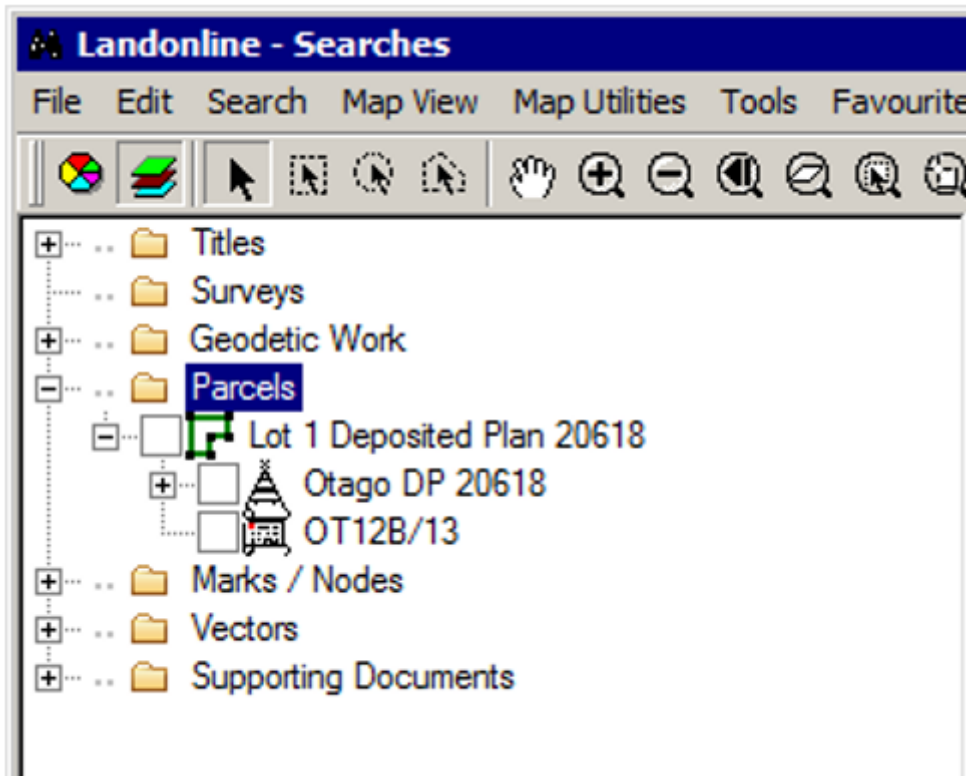 Landonline - Searches
File Edit Search Map View Map Utilities Tools Favourite
Titles
Surveys
Geodetic Work
Parcels
Lot 1 Deposited Plan 20618
Otago DP 20618
OT12B/13
Marks / Nodes
Vectors
Supporting Documents